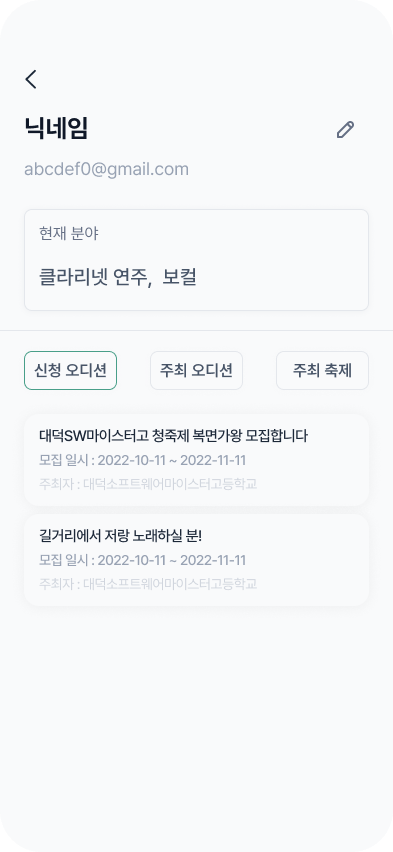 닉네임
abcdef0@gmail.com
현재 분야
클라리넷 연주,  보컬
신청 오디션 주최 오디션 주최 축제
대덕SW마이스터고 청죽제 복면가왕 모집합니다
모집 일시 : 2022-10-11 ~ 2022-11-11
주최자 : 대덕소프트웨어마이스터고등학교
길거리에서 저랑 노래하실 분!
모집 일시 : 2022-10-11 ~ 2022-11-11
주최자 : 대덕소프트웨어마이스터고등학교